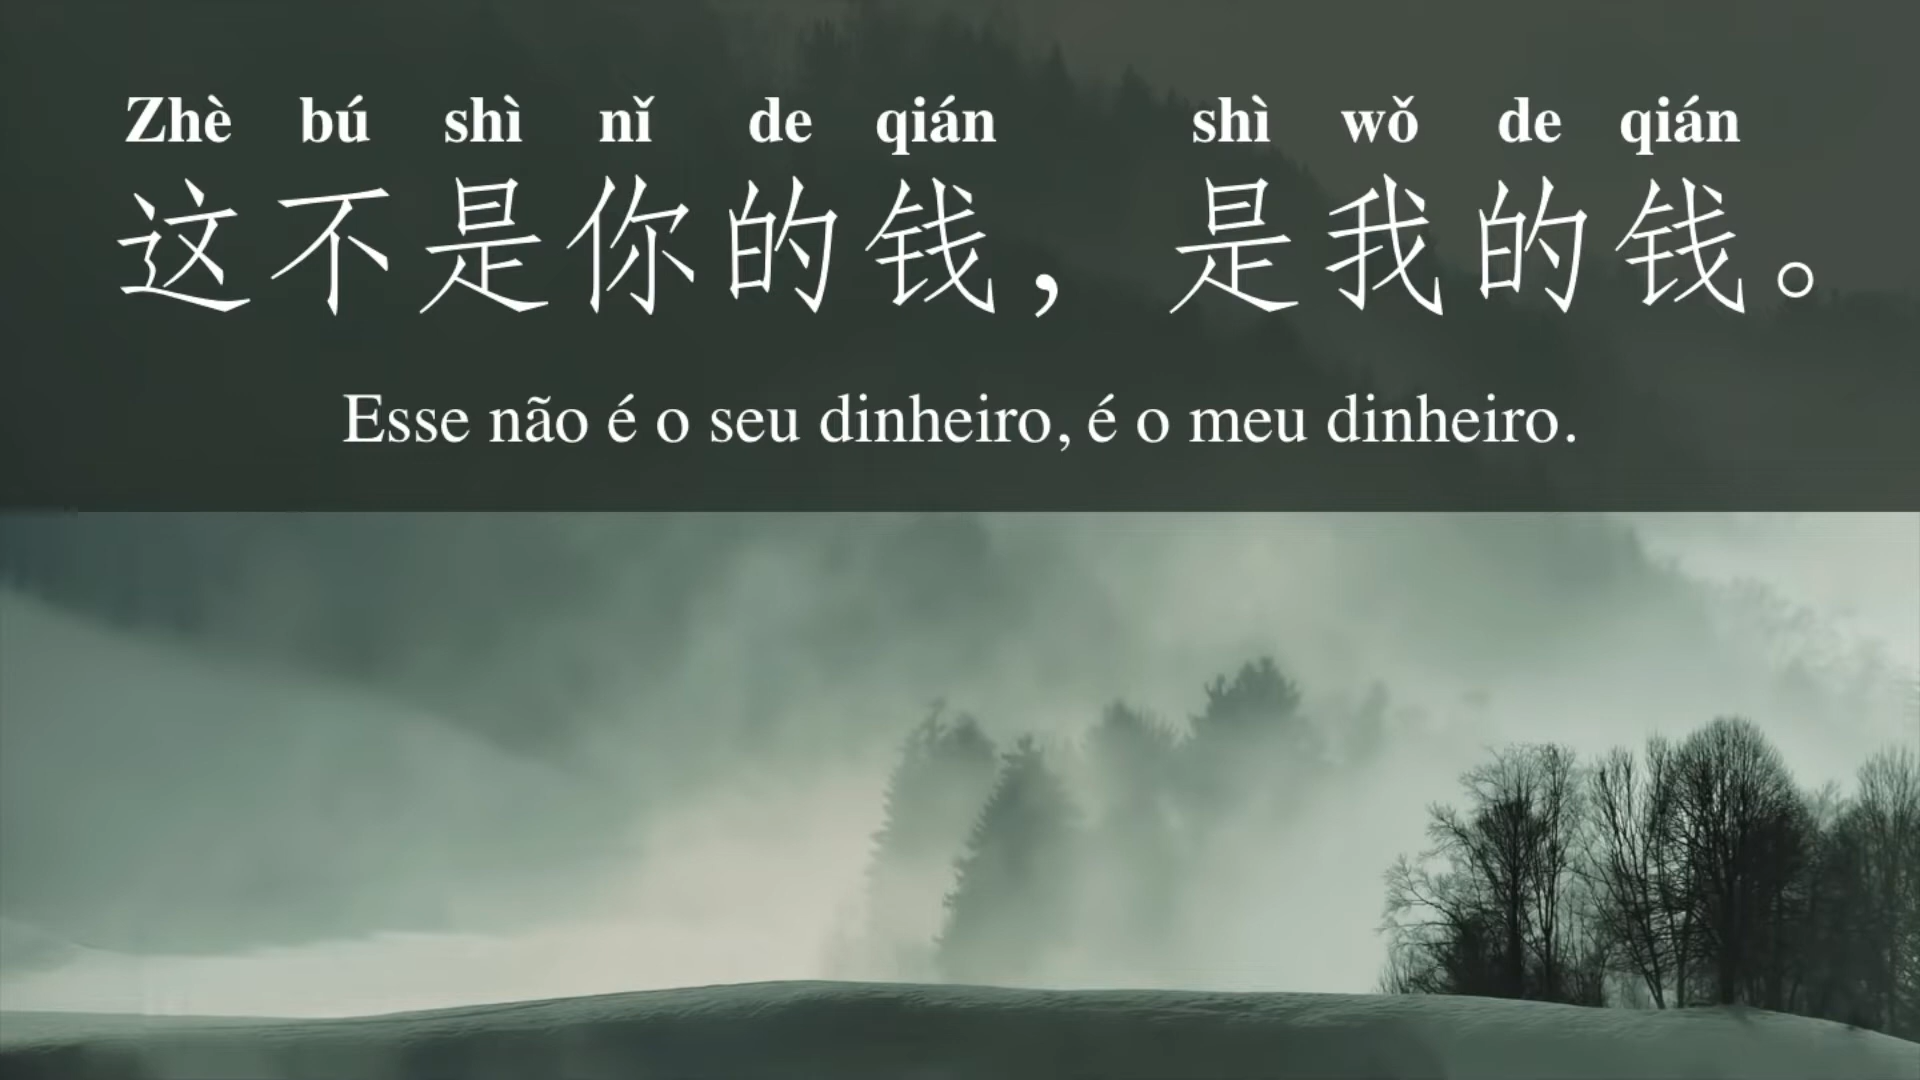 Zhè bú shì nǐ de qián shì wǒ de qián
这不是你的钱，是我的钱。
Esse não é o seu dinheiro, é o meu dinheiro.